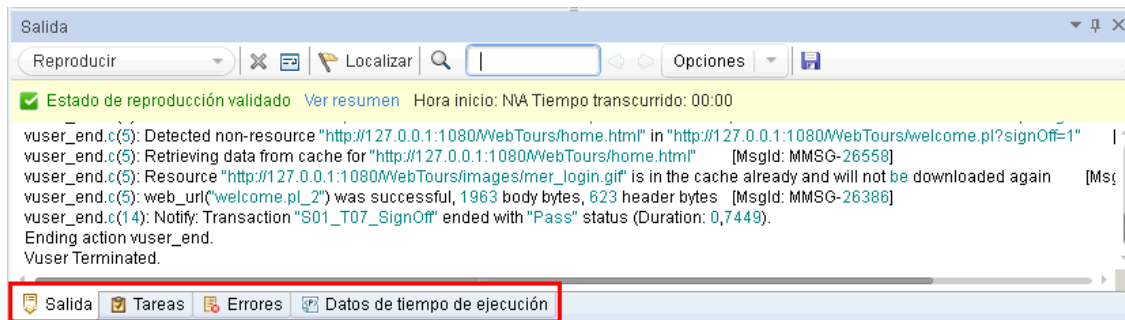 Salida
Reproducir Localizar Opciones
Estado de reproducción validado Ver resumen Hora inicio: N\A Tiempo transcurrido: 00:00
vuser_end.c(5): Detected non-resource "http://127.0.0.1:1080/WebTours/home.html" in "http://127.0.0.1:1080/WebTours/welcome.pl?signOff=1" [
vuser_end.c(5): Retrieving data from cache for "http://127.0.0.1:1080/WebTours/home.html" [MsgId: MMSG-26558]
vuser_end.c(5): Resource "http://127.0.0.1:1080/WebTours/images/mer_login.gif" is in the cache already and will not be downloaded again [Msg
vuser_end.c(5): web_url("welcome.pl_2") was successful, 1963 body bytes, 623 header bytes [MsgId: MMSG-26386]
vuser_end.c(14): Notify: Transaction "S01_T07_SignOff" ended with "Pass" status (Duration: 0,7449).
Ending action vuser_end.
Vuser Terminated.
Salida Tareas Errores Datos de tiempo de ejecución